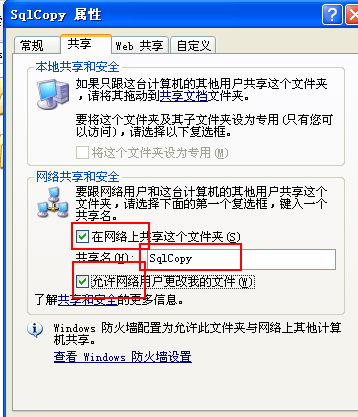 SqlCopy 属性
常规 共享 Web 共享 自定义
本地共享和安全
如果只跟这台计算机的其他用户共享这个文件夹
，请将其拖动到共享文档文件夹。
要将这个文件夹及其子文件夹设为专用(只有您可
以访问)，请选择以下复选框。
将这个文件夹设为专用(M)
网络共享和安全
要跟网络用户和这台计算机的其他用户共享这个
文件夹，请选择下面的第一个复选框，键入一个
共享名。
在网络上共享这个文件夹(S)
共享名(H): SqlCopy
允许网络用户更改我的文件(W)
了解共享和安全的更多信息。
Windows 防火墙配置为允许此文件夹与网络上其他计算
机共享。
查看 Windows 防火墙设置